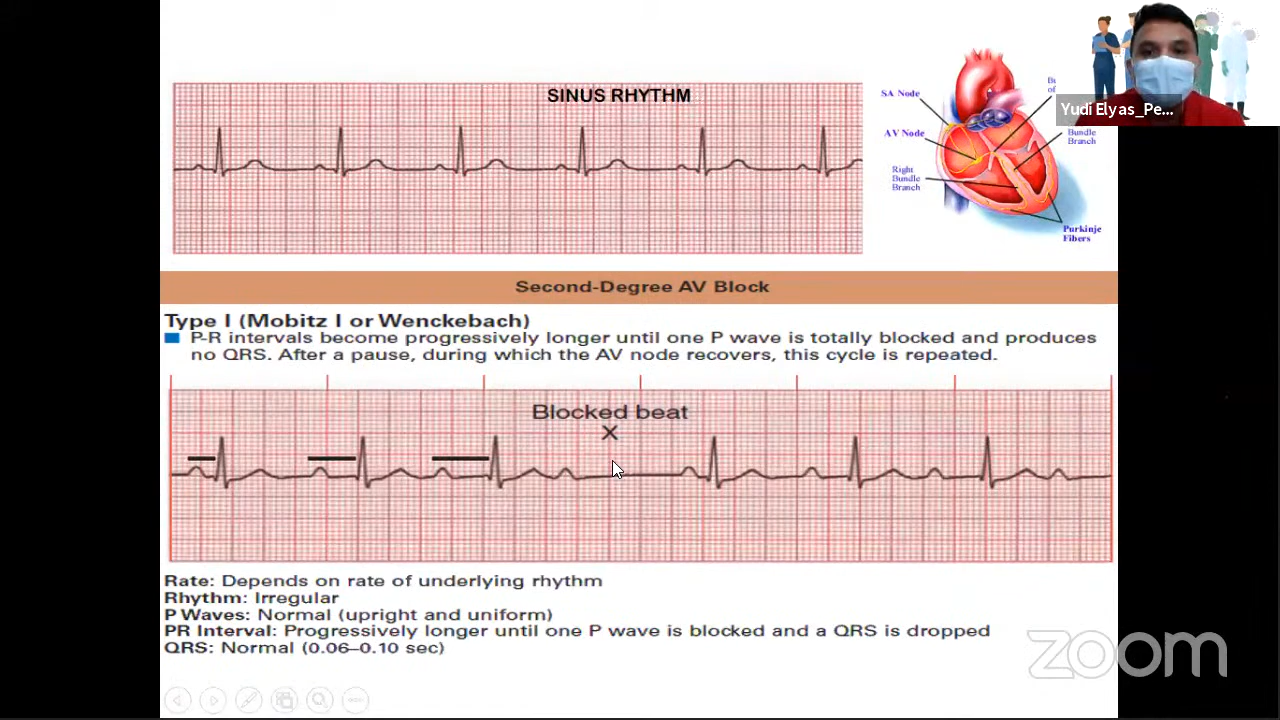 SINUS RHYTHM
SA Node
AV Node
Right
Bundle
Branch
Bundle
Branch
Purkinje
Fibers
Yudi Elyas_Pe...
Second-Degree AV Block
Type I (Mobitz I or Wenckebach)
P-R intervals become progressively longer until one P wave is totally blocked and produces
no QRS. After a pause, during which the AV node recovers, this cycle is repeated.
Blocked beat
X
Rate: Depends on rate of underlying rhythm
Rhythm: Irregular
P Waves: Normal (upright and uniform)
PR Interval: Progressively longer until one P wave is blocked and a QRS is dropped
QRS: Normal (0.06–0.10 sec)
zoom